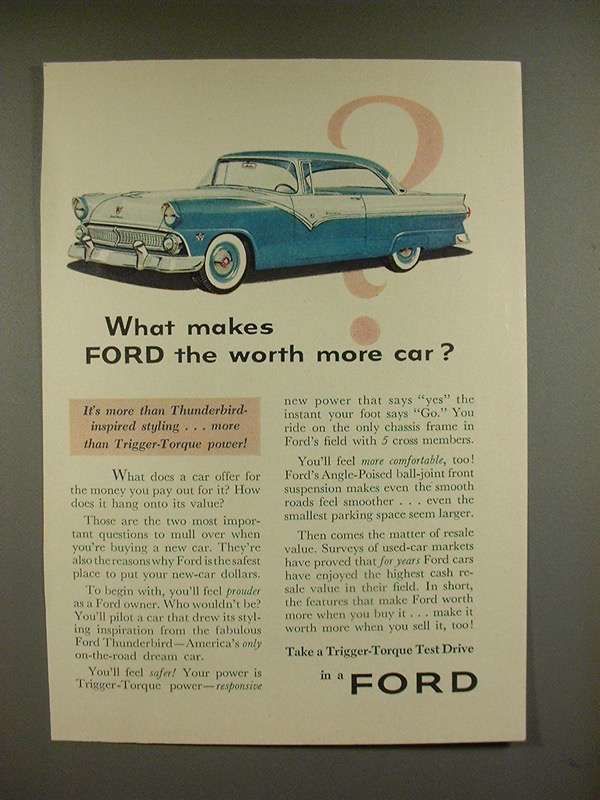 ?
What makes
FORD the worth more car?
It's more than Thunderbird-
inspired styling . . . more
than Trigger-Torque power!
What does a car offer for
the money you pay out for it? How
does it hang onto its value?
Those are the two most impor-
tant questions to mull over when
you're buying a new car. They're
also the reasons why Ford is the safest
place to put your new-car dollars.
To begin with, you'll feel prouder
as a Ford owner. Who wouldn't be?
You'll pilot a car that drew its styl-
ing inspiration from the fabulous
Ford Thunderbird—America's only
on-the-road dream car.
You'll feel safer! Your power is
Trigger-Torque power—responsive
new power that says "yes" the
instant your foot says "Go." You
ride on the only chassis frame in
Ford's field with 5 cross members.
You'll feel more comfortable, too!
Ford's Angle-Poised ball-joint front
suspension makes even the smooth
roads feel smoother . . . even the
smallest parking space seem larger.
Then comes the matter of resale
value. Surveys of used-car markets
have proved that for years Ford cars
have enjoyed the highest cash re-
sale value in their field. In short,
the features that make Ford worth
more when you buy it . . . make it
worth more when you sell it, too!
Take a Trigger-Torque Test Drive
in a FORD